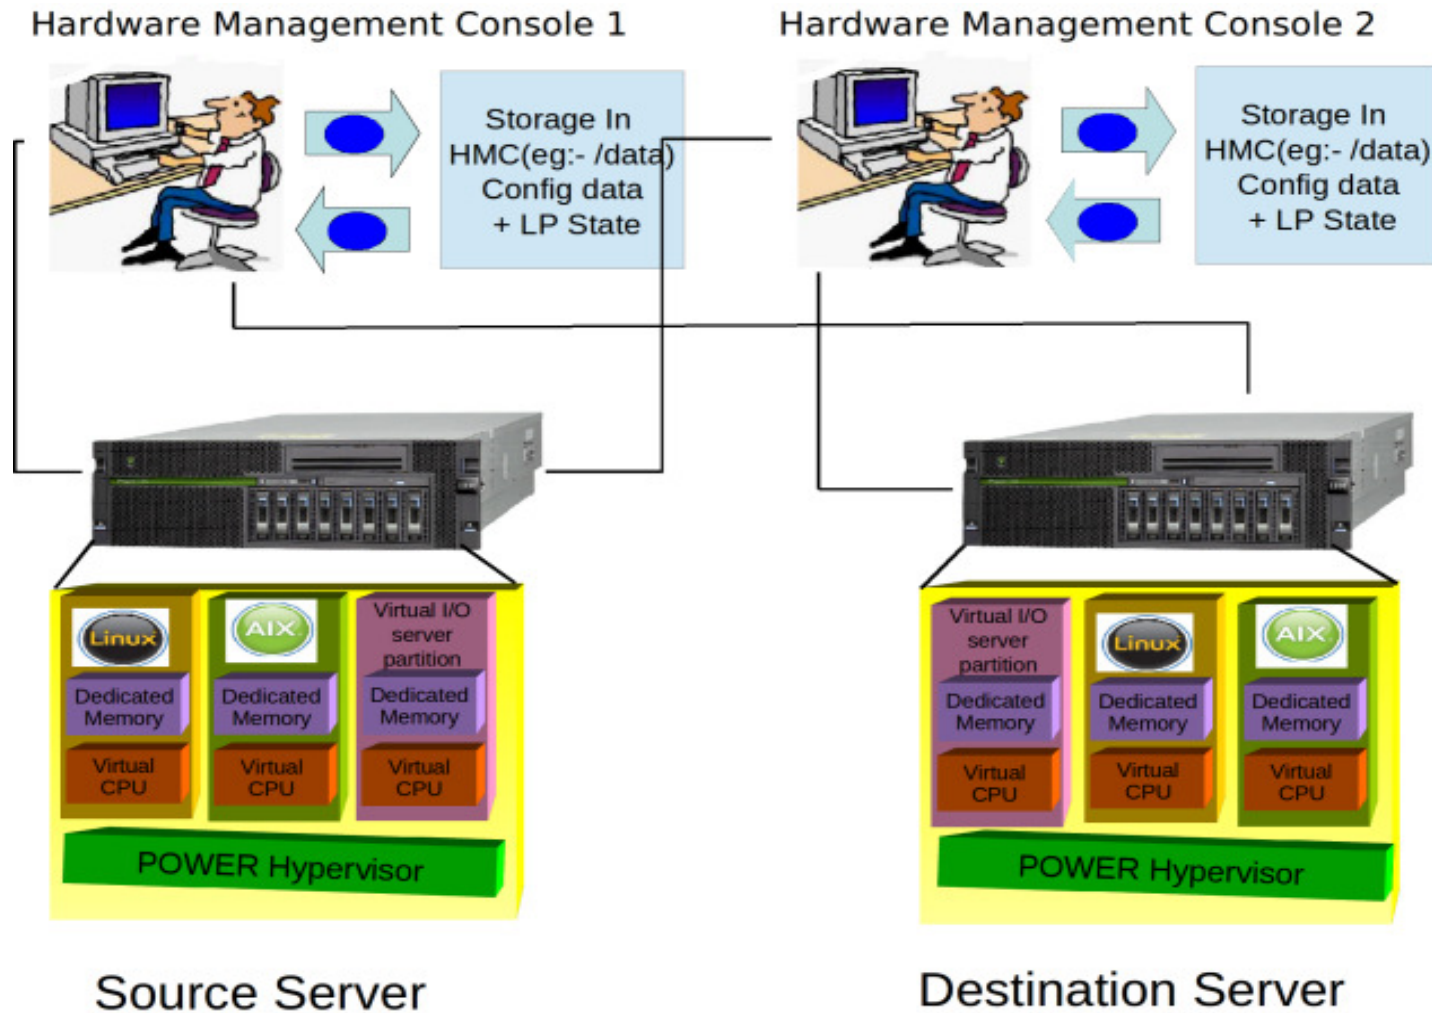 Hardware Management Console 1
Hardware Management Console 2
Storage In
HMC(eg:- /data)
Config data
+ LP State
Storage In
HMC(eg:- /data)
Config data
+ LP State
Linux
AIX
Virtual I/O
server
partition
Dedicated
Memory
Dedicated
Memory
Dedicated
Memory
Virtual
CPU
Virtual
CPU
Virtual
CPU
POWER Hypervisor
Source Server
Virtual I/O
server
partition
Linux
AIX
Dedicated
Memory
Dedicated
Memory
Dedicated
Memory
Virtual
CPU
Virtual
CPU
Virtual
CPU
POWER Hypervisor
Destination Server